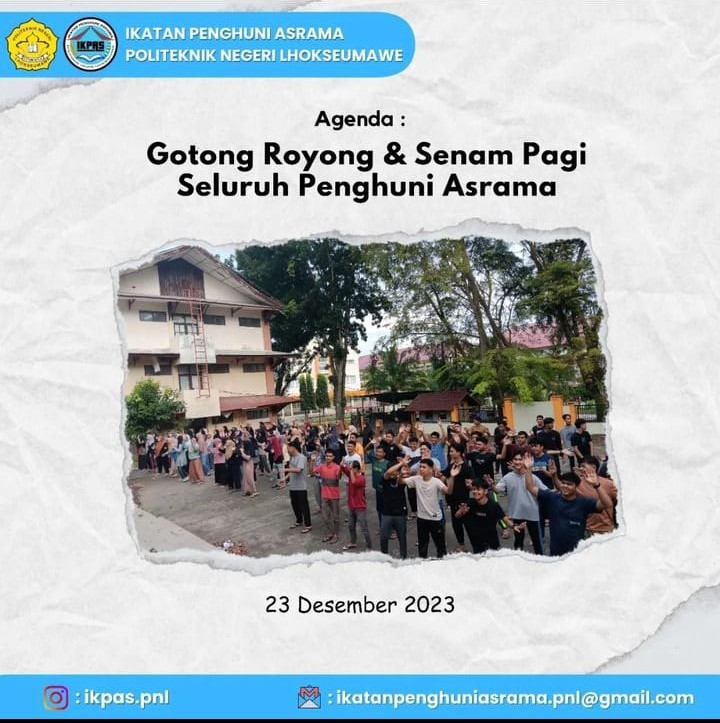 IKPAS
IKATAN PENGHUNI ASRAMA
POLITEKNIK NEGERI LHOKSEUMAWE
Agenda :
Gotong Royong & Senam Pagi
Seluruh Penghuni Asrama
23 Desember 2023
: ikpas.pnl
: ikatanpenghuniasrama.pnl@gmail.com